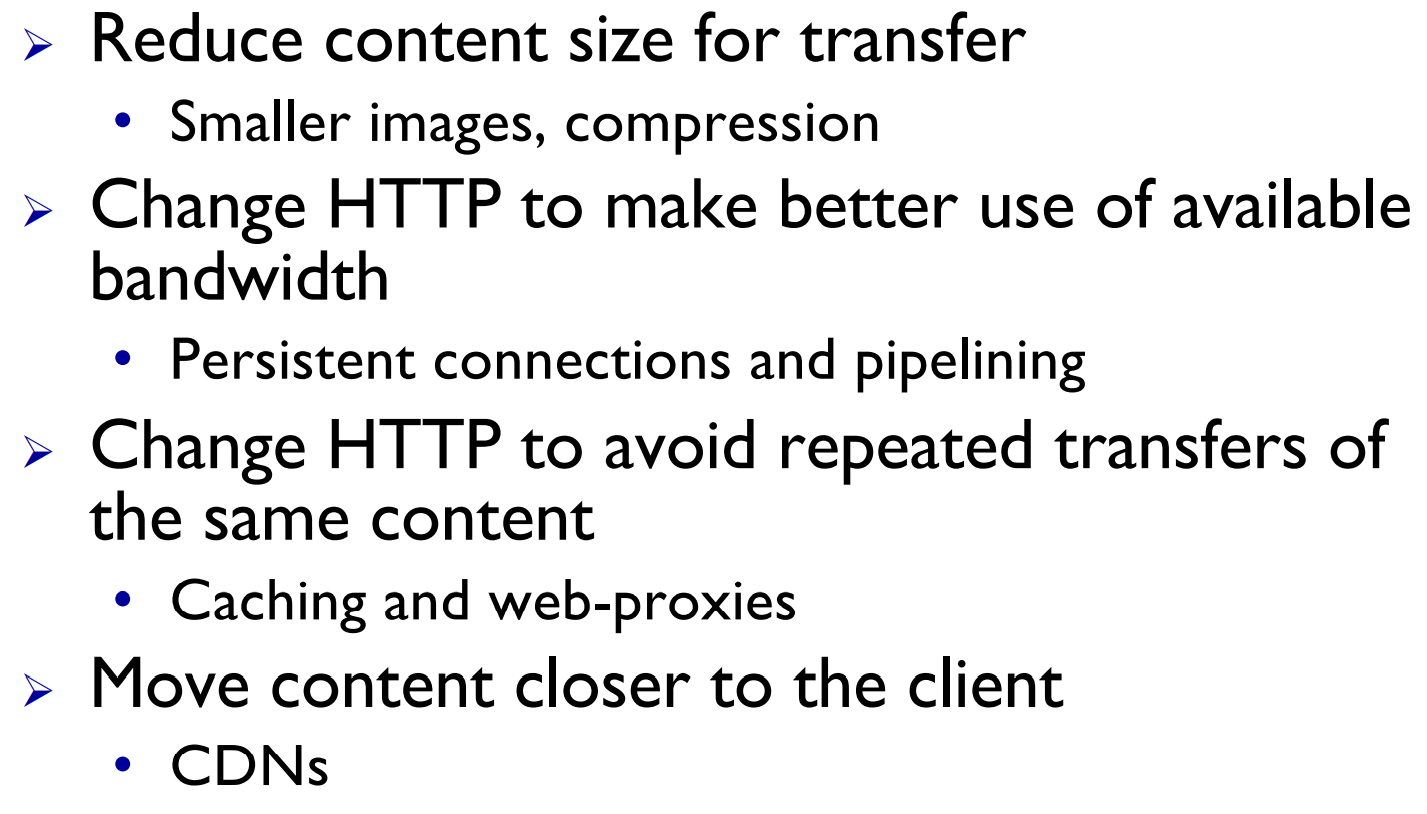 ➢ Reduce content size for transfer
• Smaller images, compression
➢ Change HTTP to make better use of available
bandwidth
• Persistent connections and pipelining
➢ Change HTTP to avoid repeated transfers of
the same content
• Caching and web-proxies
➢ Move content closer to the client
• CDNs